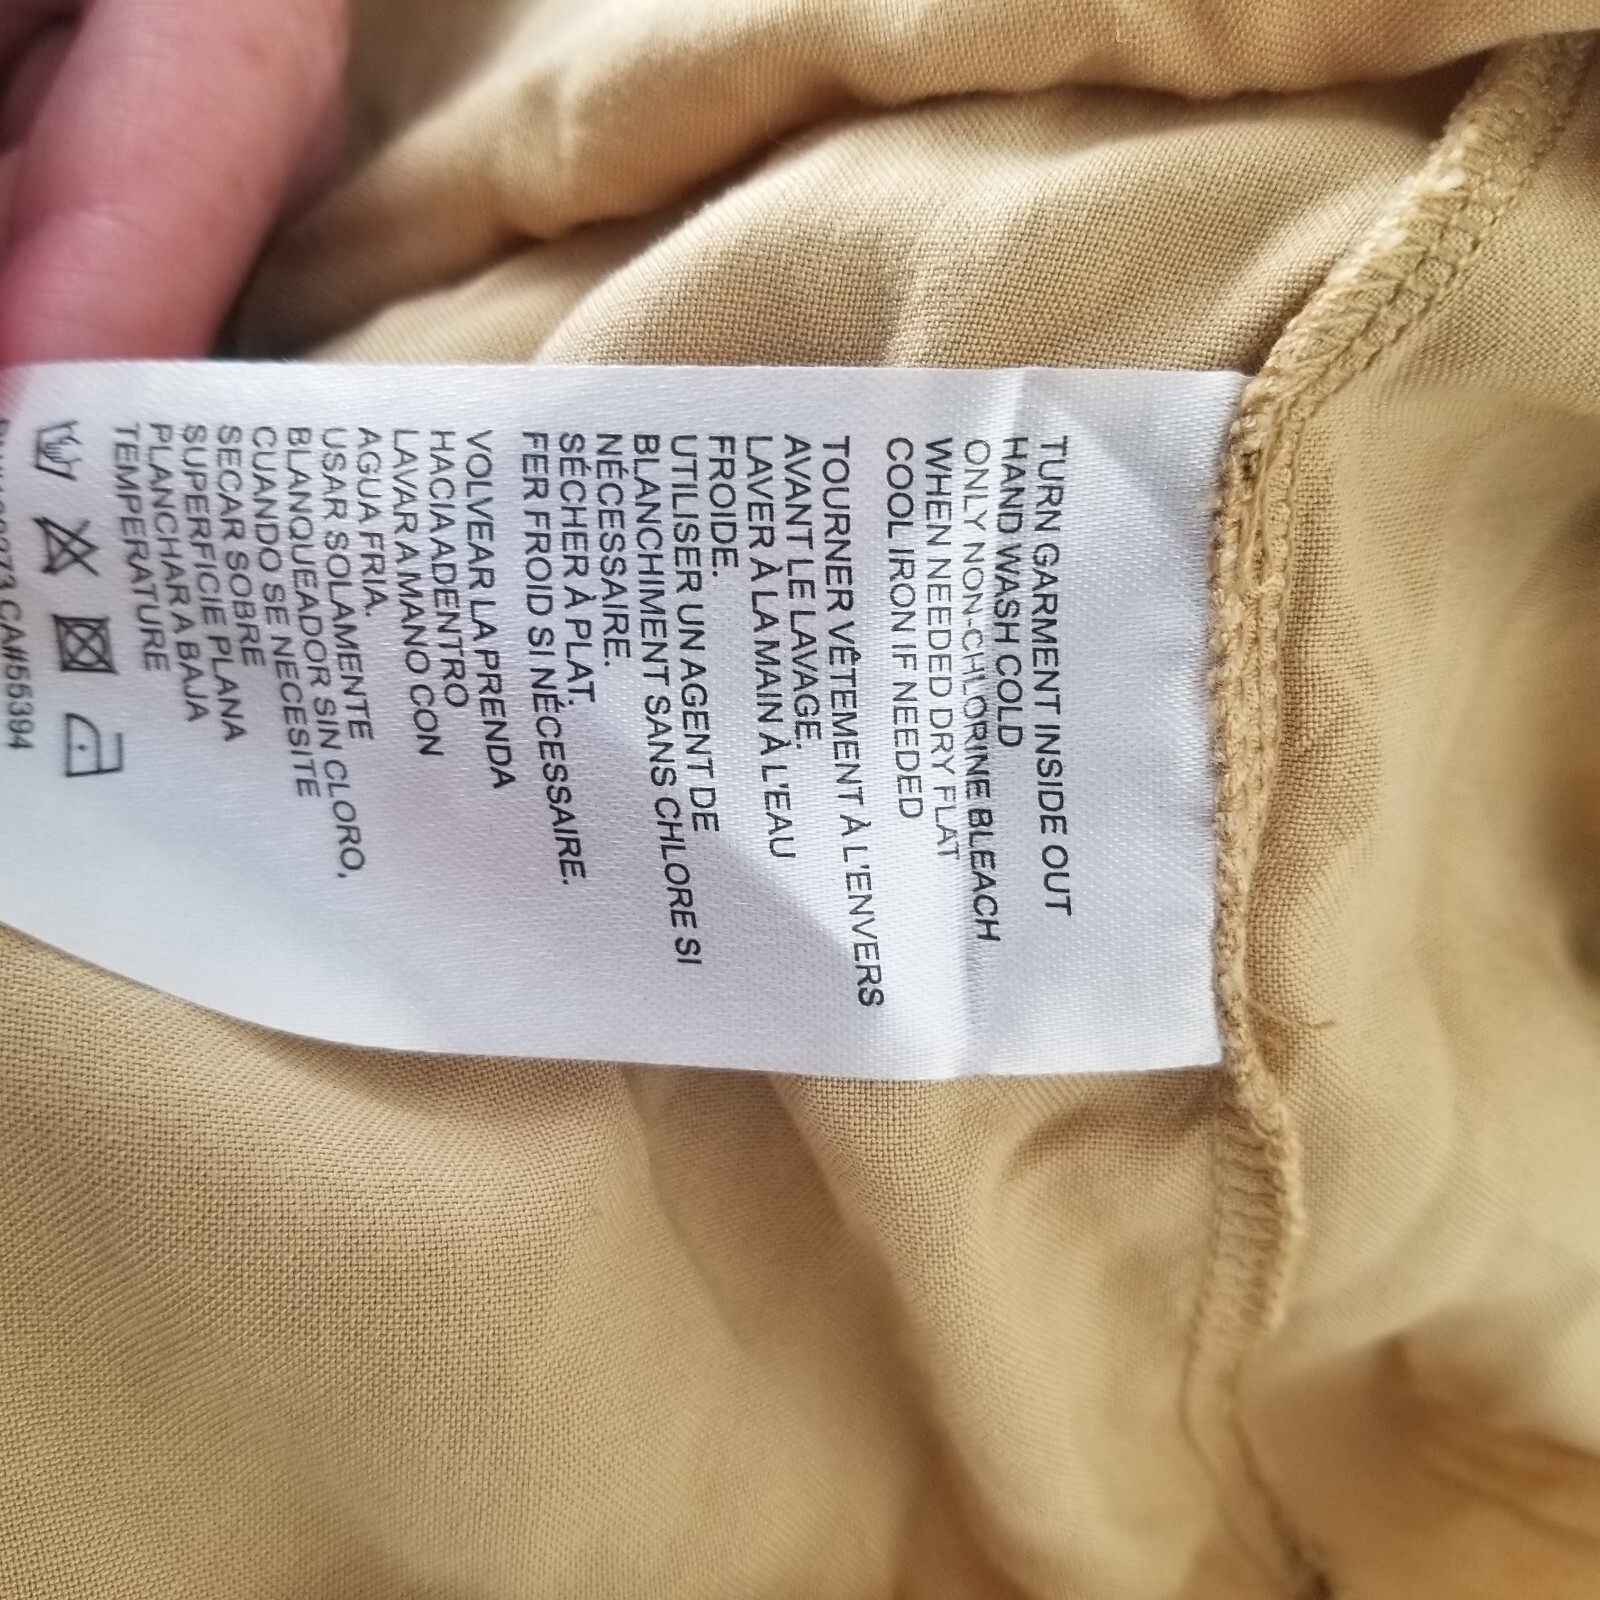 TURN GARMENT INSIDE OUT
HAND WASH COLD
ONLY NON-CHLORINE BLEACH
WHEN NEEDED DRY FLAT
COOL IRON IF NEEDED
TOURNER VÊTEMENT À L'ENVERS
AVANT LE LAVAGE.
LAVER À LA MAIN À L'EAU
FROIDE.
UTILISER UN AGENT DE
BLANCHIMENT SANS CHLORE SI
NÉCESSAIRE.
SÉCHER À PLAT.
FER FROID SI NÉCESSAIRE.
VOLVEAR LA PRENDA
HACIA ADENTRO
LAVAR A MANO CON
AGUA FRIA.
USAR SOLAMENTE
BLANQUEADOR SIN CLORO,
CUANDO SE NECESITE
SECAR SOBRE
SUPERFICIE PLANA
PLANCHAR A BAJA
TEMPERATURE
CA#55394